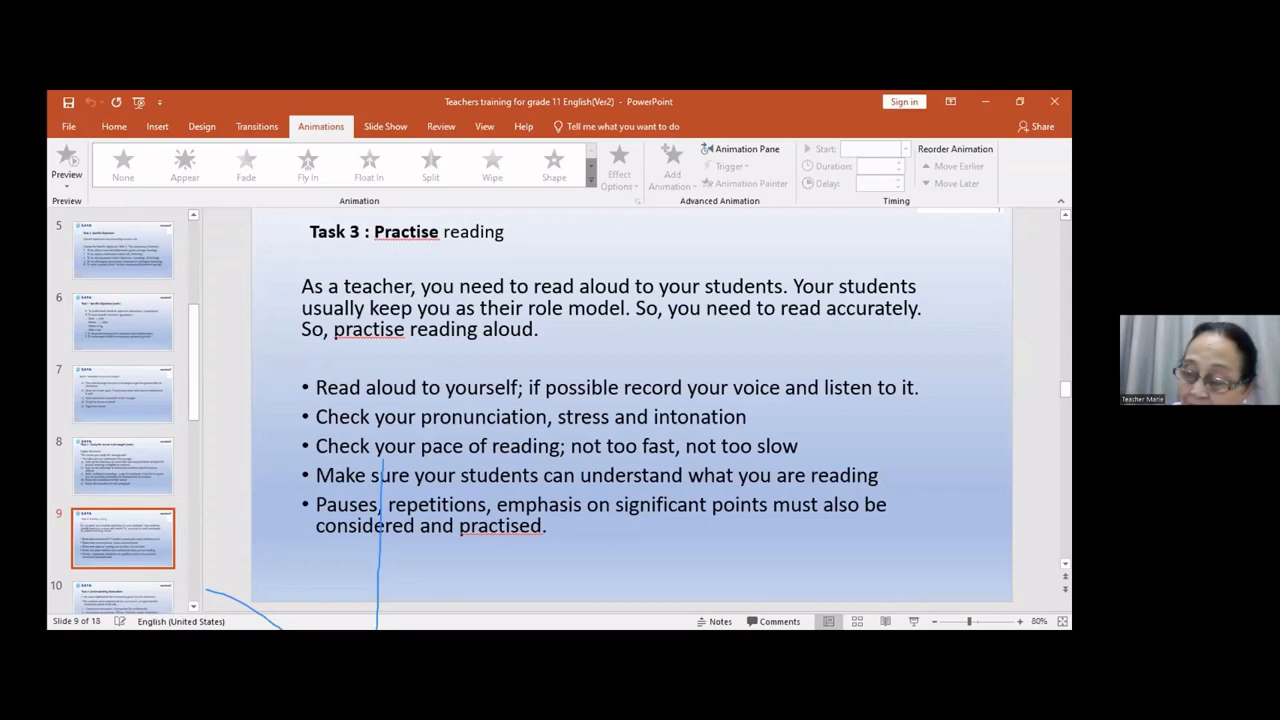 Teachers training for grade 11 English(Ver2) - PowerPoint
Sign in
File Home Insert Design Transitions Animations Slide Show Review View Help Tell me what you want to do Share
Preview
None Appear Fade Fly In Float In Split Wipe Shape
Effect Options
Add Animation
Animation Pane
Trigger
Animation Painter
Start:
Duration:
Delay:
Reorder Animation
Move Earlier
Move Later
Preview Animation Advanced Animation Timing
5
6
7
8
9
10
Task 3 : Practise reading
As a teacher, you need to read aloud to your students. Your students
usually keep you as their role model. So, you need to read accurately.
So, practise reading aloud.
• Read aloud to yourself; if possible record your voice and listen to it.
• Check your pronunciation, stress and intonation
• Check your pace of reading; not too fast, not too slow
• Make sure your students can understand what you are reading
• Pauses, repetitions, emphasis on significant points must also be
considered and practised.
Teacher Marie
Slide 9 of 18 English (United States) Notes Comments 80%